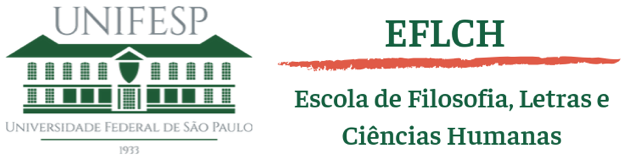 UNIFESP
UNIVERSIDADE FEDERAL DE SÃO PAULO
1933
EFLCH
Escola de Filosofia, Letras e
Ciências Humanas